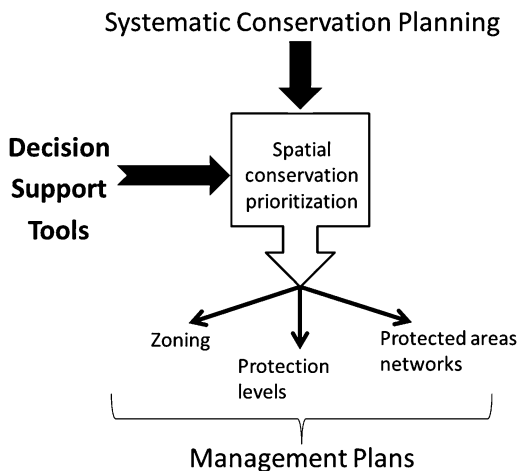 Systematic Conservation Planning
Decision
Support
Tools
Spatial
conservation
prioritization
Zoning
Protection
levels
Protected areas
networks
Management Plans